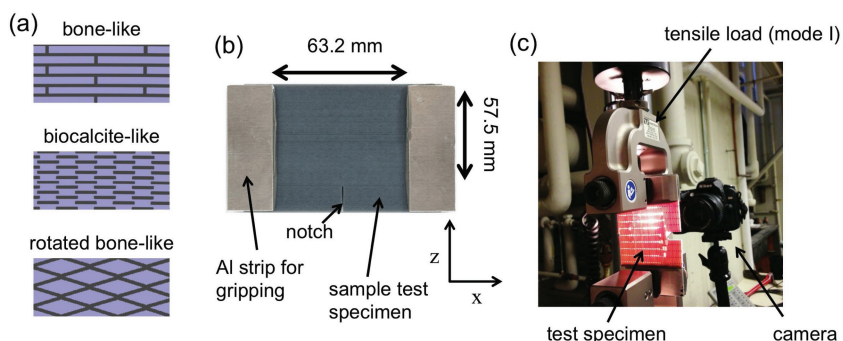 (a)
bone-like
biocalcite-like
rotated bone-like
(b)
63.2 mm
57.5 mm
notch
Al strip for
gripping
sample test
specimen
z
x
(c)
tensile load (mode I)
Nikon
test specimen
camera